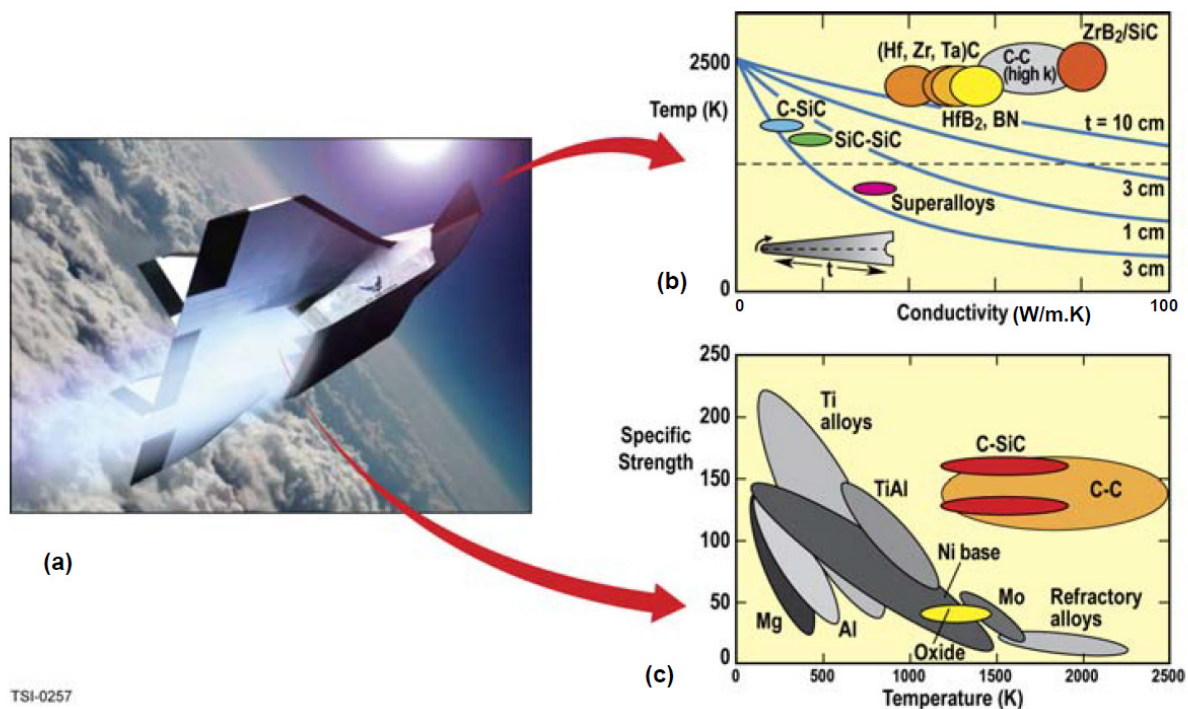 (a)
TSI-0257
ZrB₂/SiC
(Hf, Zr, Ta)C
C-C
(high k)
2500
Temp (K)
C-SiC
HfB₂, BN
t = 10 cm
SiC-SiC
3 cm
Superalloys
1 cm
t
3 cm
(b)
0
0
100
Conductivity (W/m.K)
250
Ti
alloys
200
Specific
Strength
C-SiC
150
TiAl
C-C
100
Ni base
Mo
Refractory
alloys
50
Mg
Al
Oxide
0
(c)
0
500
1000
1500
2000
2500
Temperature (K)